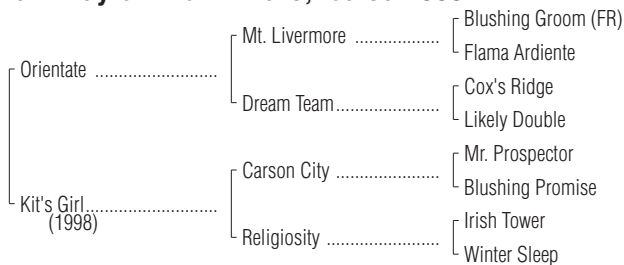 Blushing Groom (FR)
Mt. Livermore ....................
Flama Ardiente
Orientate ............................
Cox's Ridge
Dream Team........................
Likely Double
Mr. Prospector
Carson City ........................
Blushing Promise
Kit's Girl...............................
(1998)
Irish Tower
Religiosity ..........................
Winter Sleep